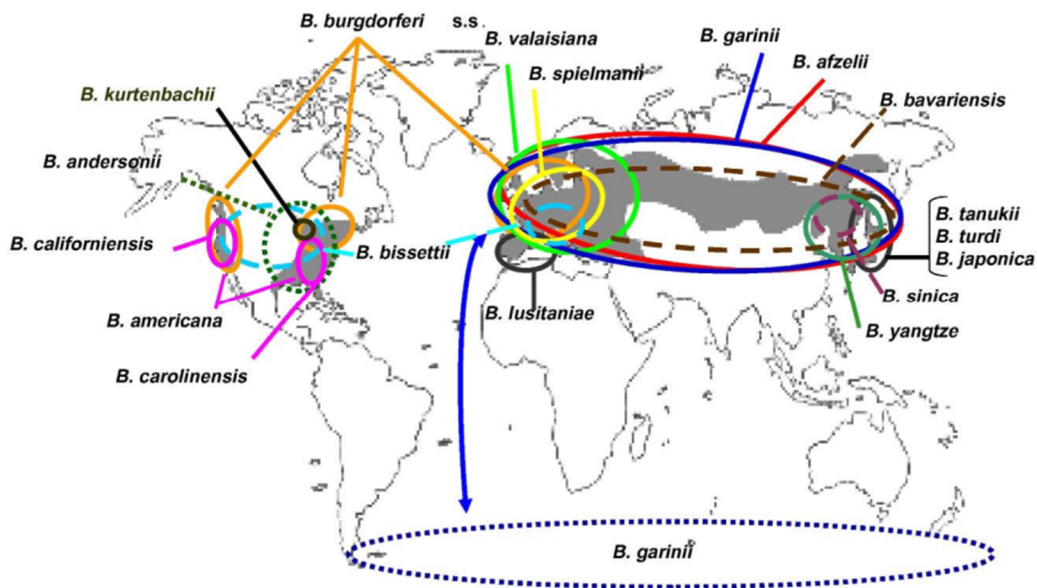 B. burgdorferi s.s.
B. valaisiana
B. garinii
B. spielmanii
B. afzelii
B. kurtenbachii
B. bavariensis
B. andersonii
B. californiensis
B. bissettii
B. tanukii
B. turdi
B. japonica
B. sinica
B. americana
B. lusitaniae
B. yangtze
B. carolinensis
B. garinii